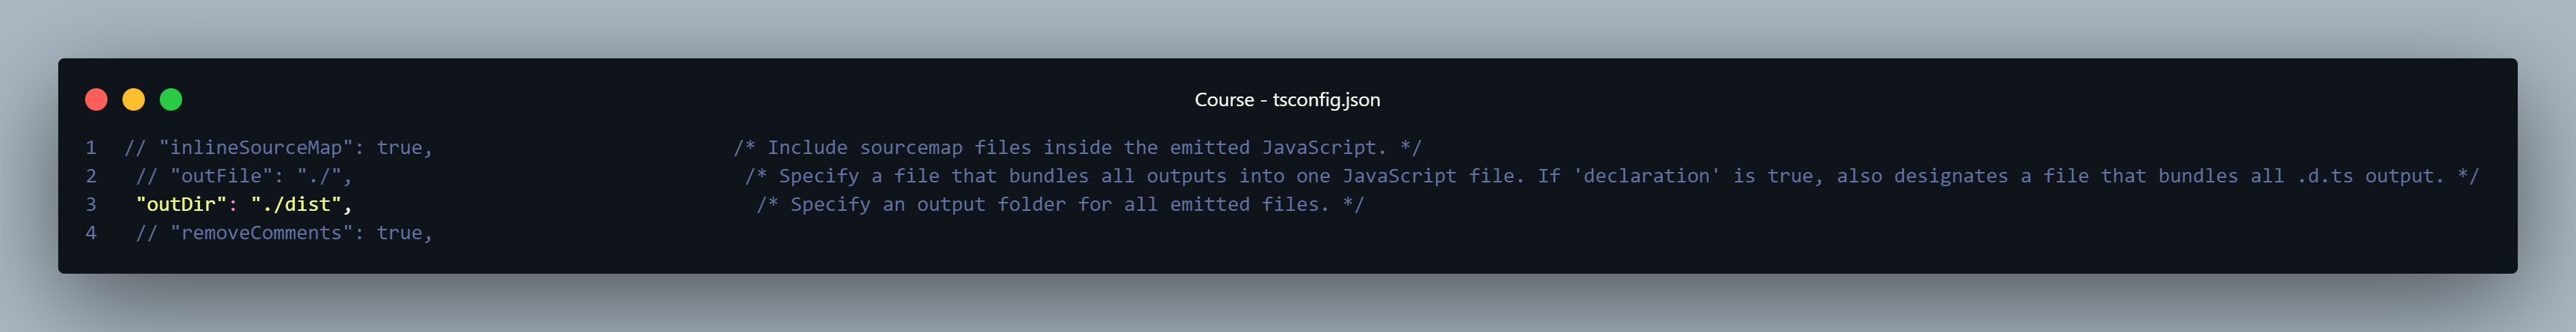 Course - tsconfig.json
1 // "inlineSourceMap": true, /* Include sourcemap files inside the emitted JavaScript. */
2 // "outFile": "./", /* Specify a file that bundles all outputs into one JavaScript file. If 'declaration' is true, also designates a file that bundles all .d.ts output. */
3 "outDir": "./dist", /* Specify an output folder for all emitted files. */
4 // "removeComments": true,